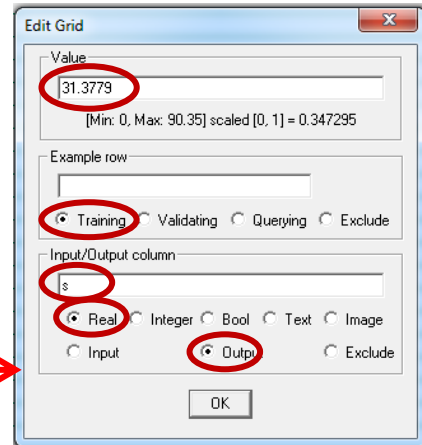 Edit Grid
Value
31.3779
[Min: 0, Max: 90.35] scaled [0, 1] = 0.347295
Example row
Training Validating Querying Exclude
Input/Output column
s
Real Integer Bool Text Image
Input Output Exclude
OK